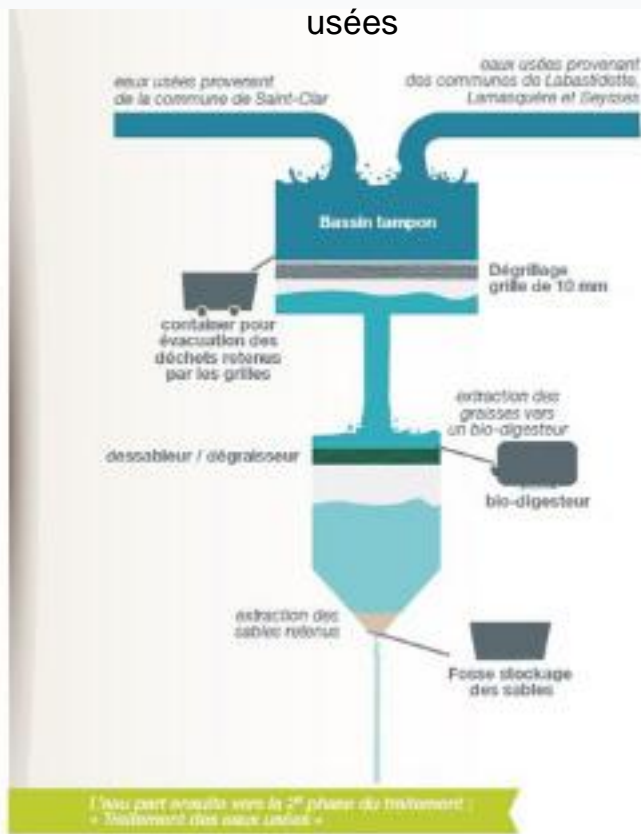 usées
eaux usées provenant
de la commune de Saint-Clar
eaux usées provenant
des communes de Labastidette,
Lamasquère et Seysses
Bassin tampon
Dégrillage
grille de 10 mm
container pour
évacuation des
déchets retenus
par les grilles
extraction des
graisses vers
un bio-digesteur
dessableur / dégraisseur
bio-digesteur
extraction des
sables retenus
Fosse stockage
des sables
L'eau part ensuite vers la 2e phase du traitement :
« Traitement des eaux usées »